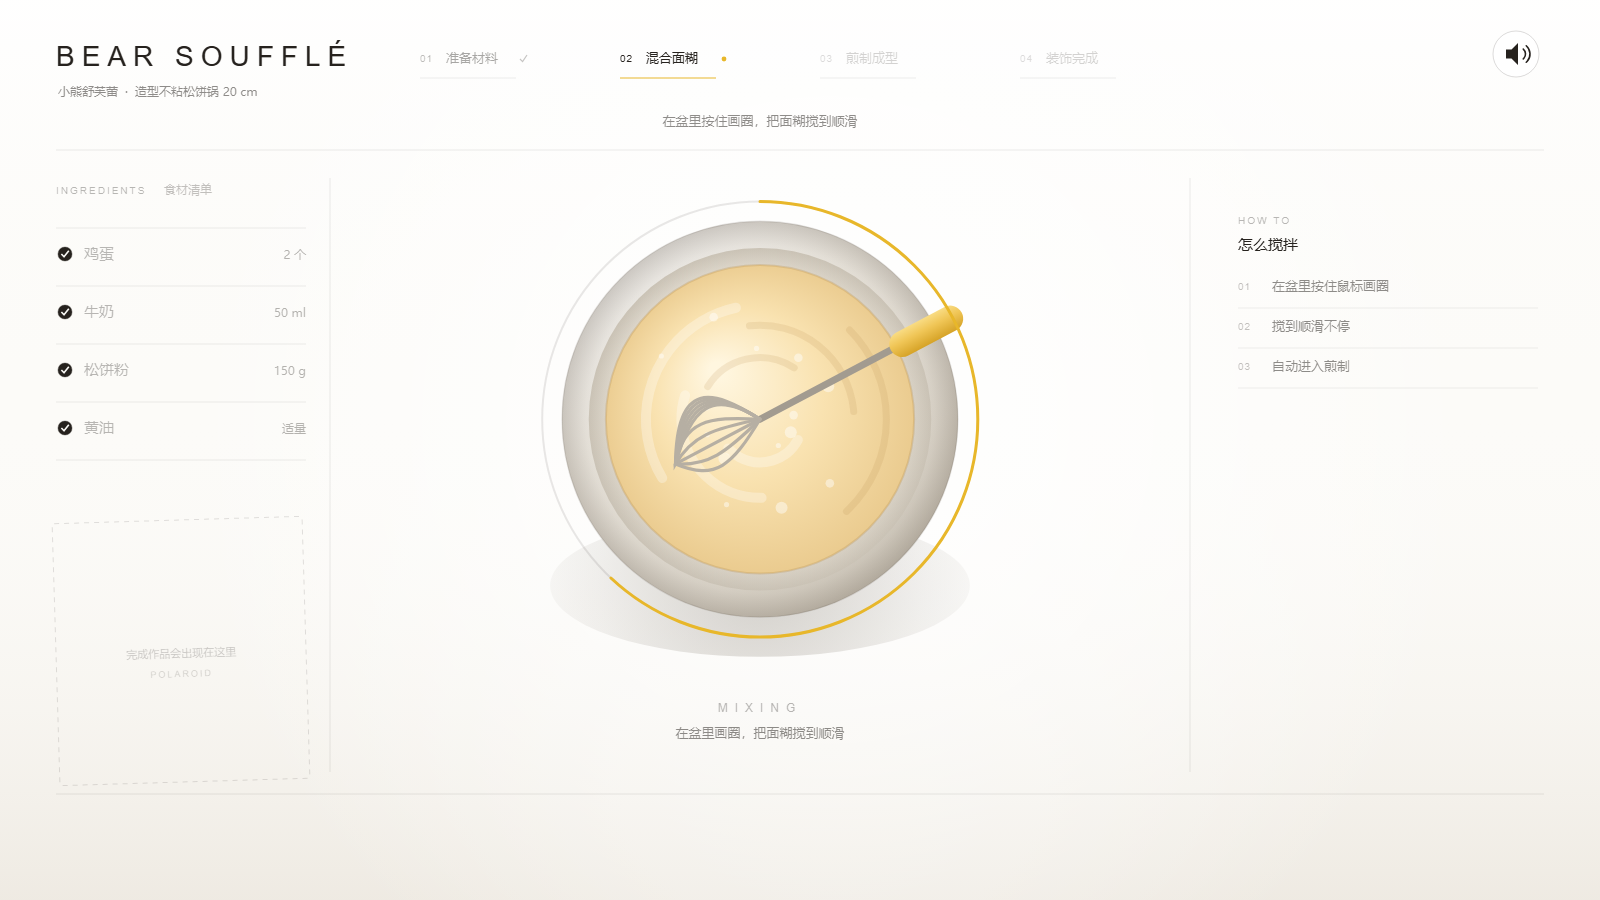 BEAR SOUFFLÉ
小熊舒芙蕾 · 造型不粘松饼锅 20 cm
01 准备材料 ✓
02 混合面糊
03 煎制成型
04 装饰完成
在盆里按住画圈，把面糊搅到顺滑
INGREDIENTS 食材清单
鸡蛋 2 个
牛奶 50 ml
松饼粉 150 g
黄油 适量
完成作品会出现在这里
POLAROID
MIXING
在盆里画圈，把面糊搅到顺滑
HOW TO
怎么搅拌
01 在盆里按住鼠标画圈
02 搅到顺滑不停
03 自动进入煎制